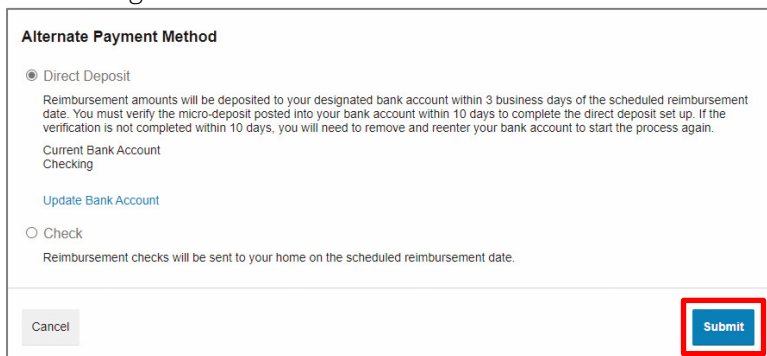 Alternate Payment Method
Direct Deposit
Reimbursement amounts will be deposited to your designated bank account within 3 business days of the scheduled reimbursement
date. You must verify the micro-deposit posted into your bank account within 10 days to complete the direct deposit set up. If the
verification is not completed within 10 days, you will need to remove and reenter your bank account to start the process again.
Current Bank Account
Checking
Update Bank Account
Check
Reimbursement checks will be sent to your home on the scheduled reimbursement date.
Cancel
Submit